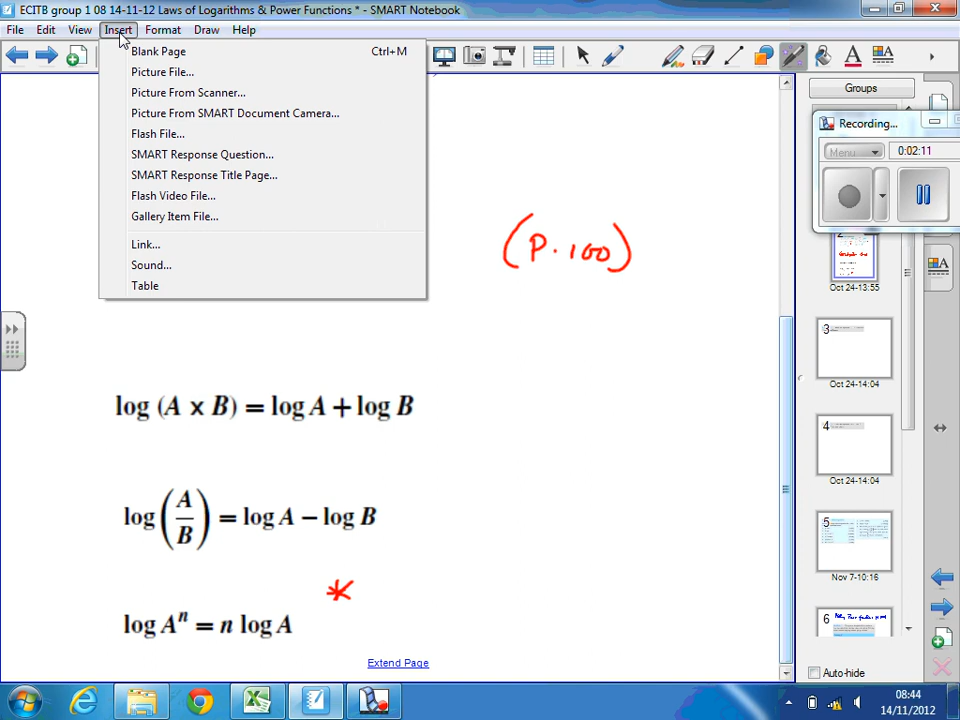 ECITB group 1 08 14-11-12 Laws of Logarithms & Power Functions * - SMART Notebook
File Edit View Insert Format Draw Help
Blank Page Ctrl+M
Picture File...
Picture From Scanner...
Picture From SMART Document Camera...
Flash File...
SMART Response Question...
SMART Response Title Page...
Flash Video File...
Gallery Item File...
Link...
Sound...
Table
(P.100)
log (A x B) = log A + log B
log (A/B) = log A − log B
*
log Aⁿ = n log A
Extend Page
Groups
Recording...
Menu 0:02:11
2
Oct 24-13:55
3
Oct 24-14:04
4
Oct 24-14:04
5
Nov 7-10:16
6
Auto-hide
08:44
14/11/2012